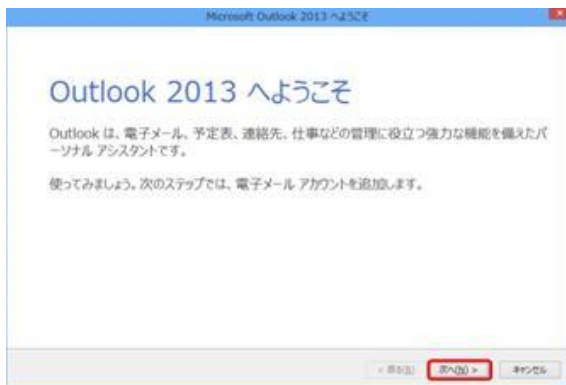 Microsoft Outlook 2013 へようこそ
Outlook 2013 へようこそ
Outlook は、電子メール、予定表、連絡先、仕事などの管理に役立つ強力な機能を備えたパ
ーソナル アシスタントです。
使ってみましょう。次のステップでは、電子メール アカウントを追加します。
< 戻る(B) 次へ(N) > キャンセル